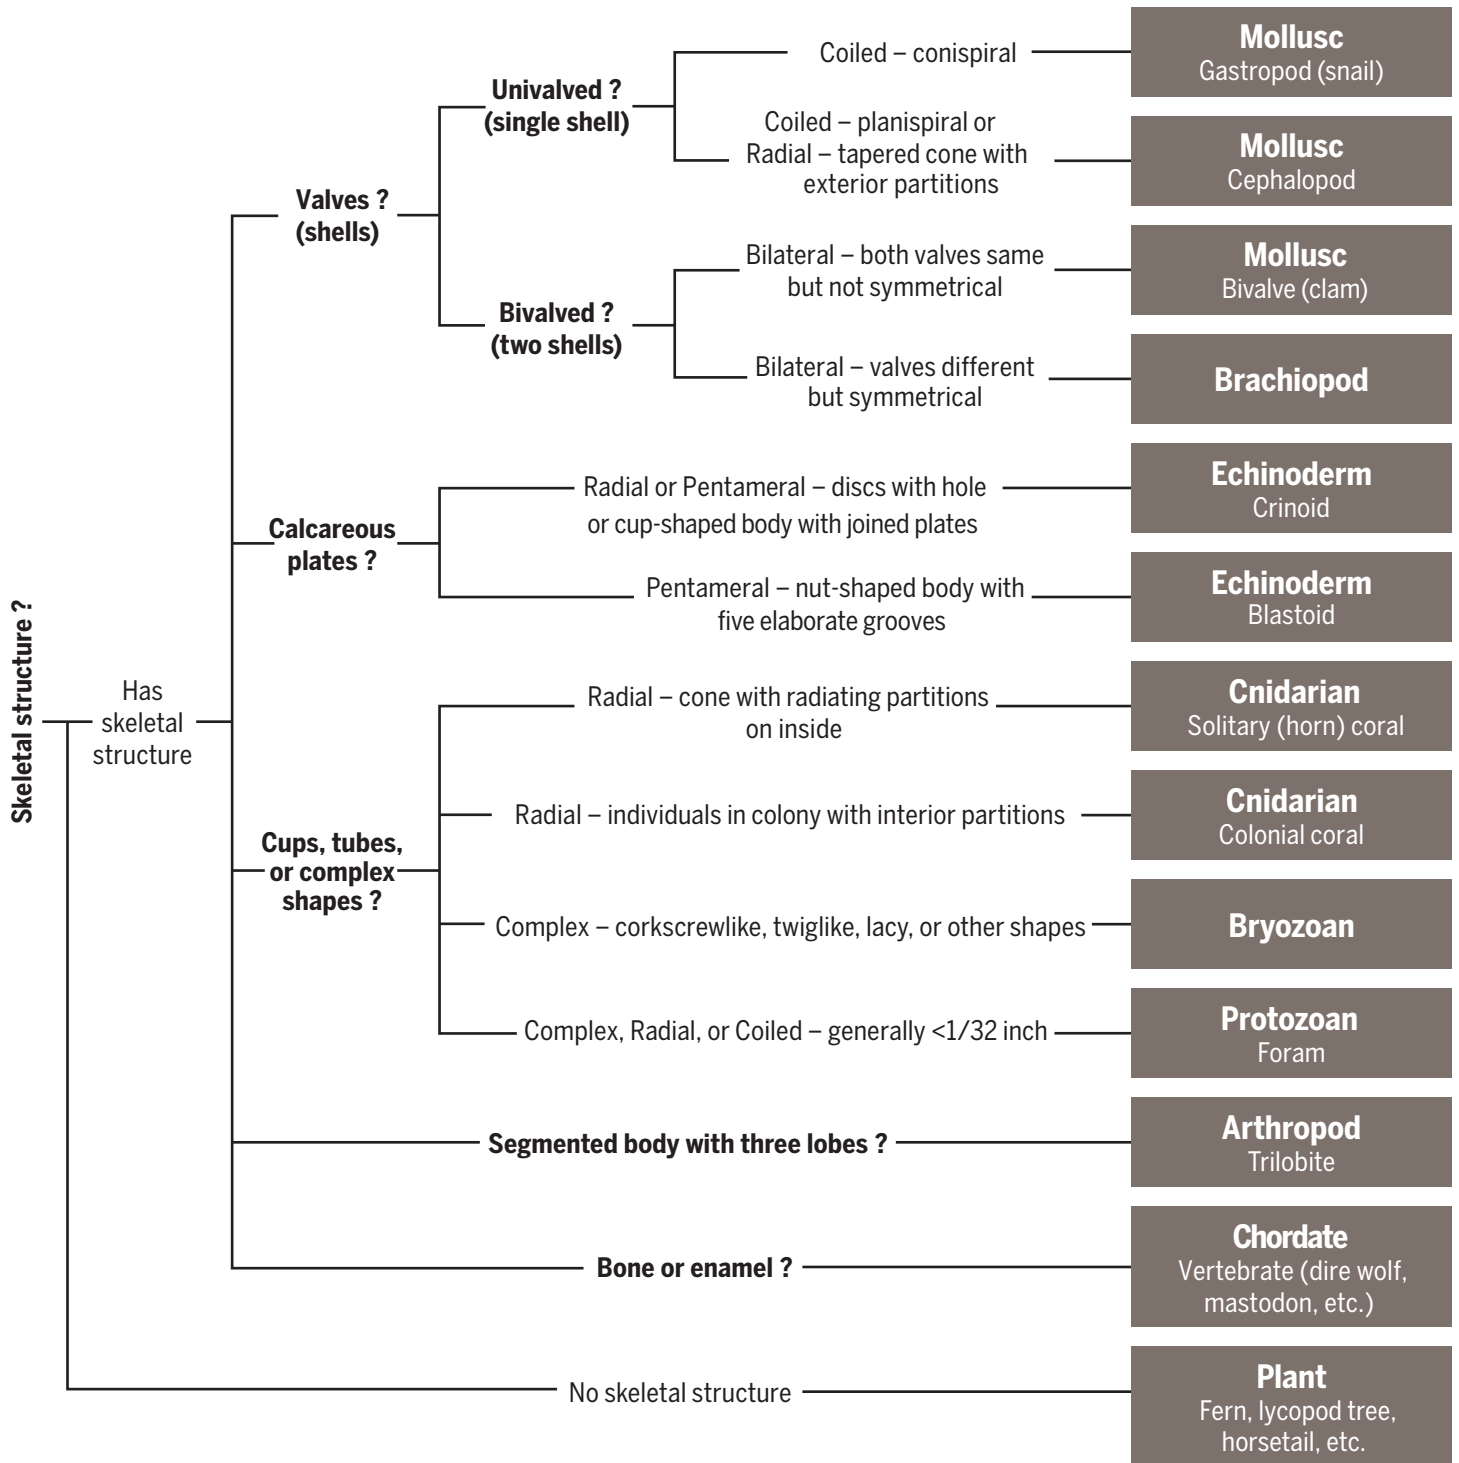 Skeletal structure ?
Has
skeletal
structure
Valves ?
(shells)
Univalved ?
(single shell)
Coiled – conispiral
Mollusc
Gastropod (snail)
Coiled – planispiral or
Radial – tapered cone with
exterior partitions
Mollusc
Cephalopod
Bivalved ?
(two shells)
Bilateral – both valves same
but not symmetrical
Mollusc
Bivalve (clam)
Bilateral – valves different
but symmetrical
Brachiopod
Calcareous
plates ?
Radial or Pentameral – discs with hole
or cup-shaped body with joined plates
Echinoderm
Crinoid
Pentameral – nut-shaped body with
five elaborate grooves
Echinoderm
Blastoid
Cups, tubes,
or complex
shapes ?
Radial – cone with radiating partitions
on inside
Cnidarian
Solitary (horn) coral
Radial – individuals in colony with interior partitions
Cnidarian
Colonial coral
Complex – corkscrewlike, twiglike, lacy, or other shapes
Bryozoan
Complex, Radial, or Coiled – generally <1/32 inch
Protozoan
Foram
Segmented body with three lobes ?
Arthropod
Trilobite
Bone or enamel ?
Chordate
Vertebrate (dire wolf,
mastodon, etc.)
No skeletal structure
Plant
Fern, lycopod tree,
horsetail, etc.